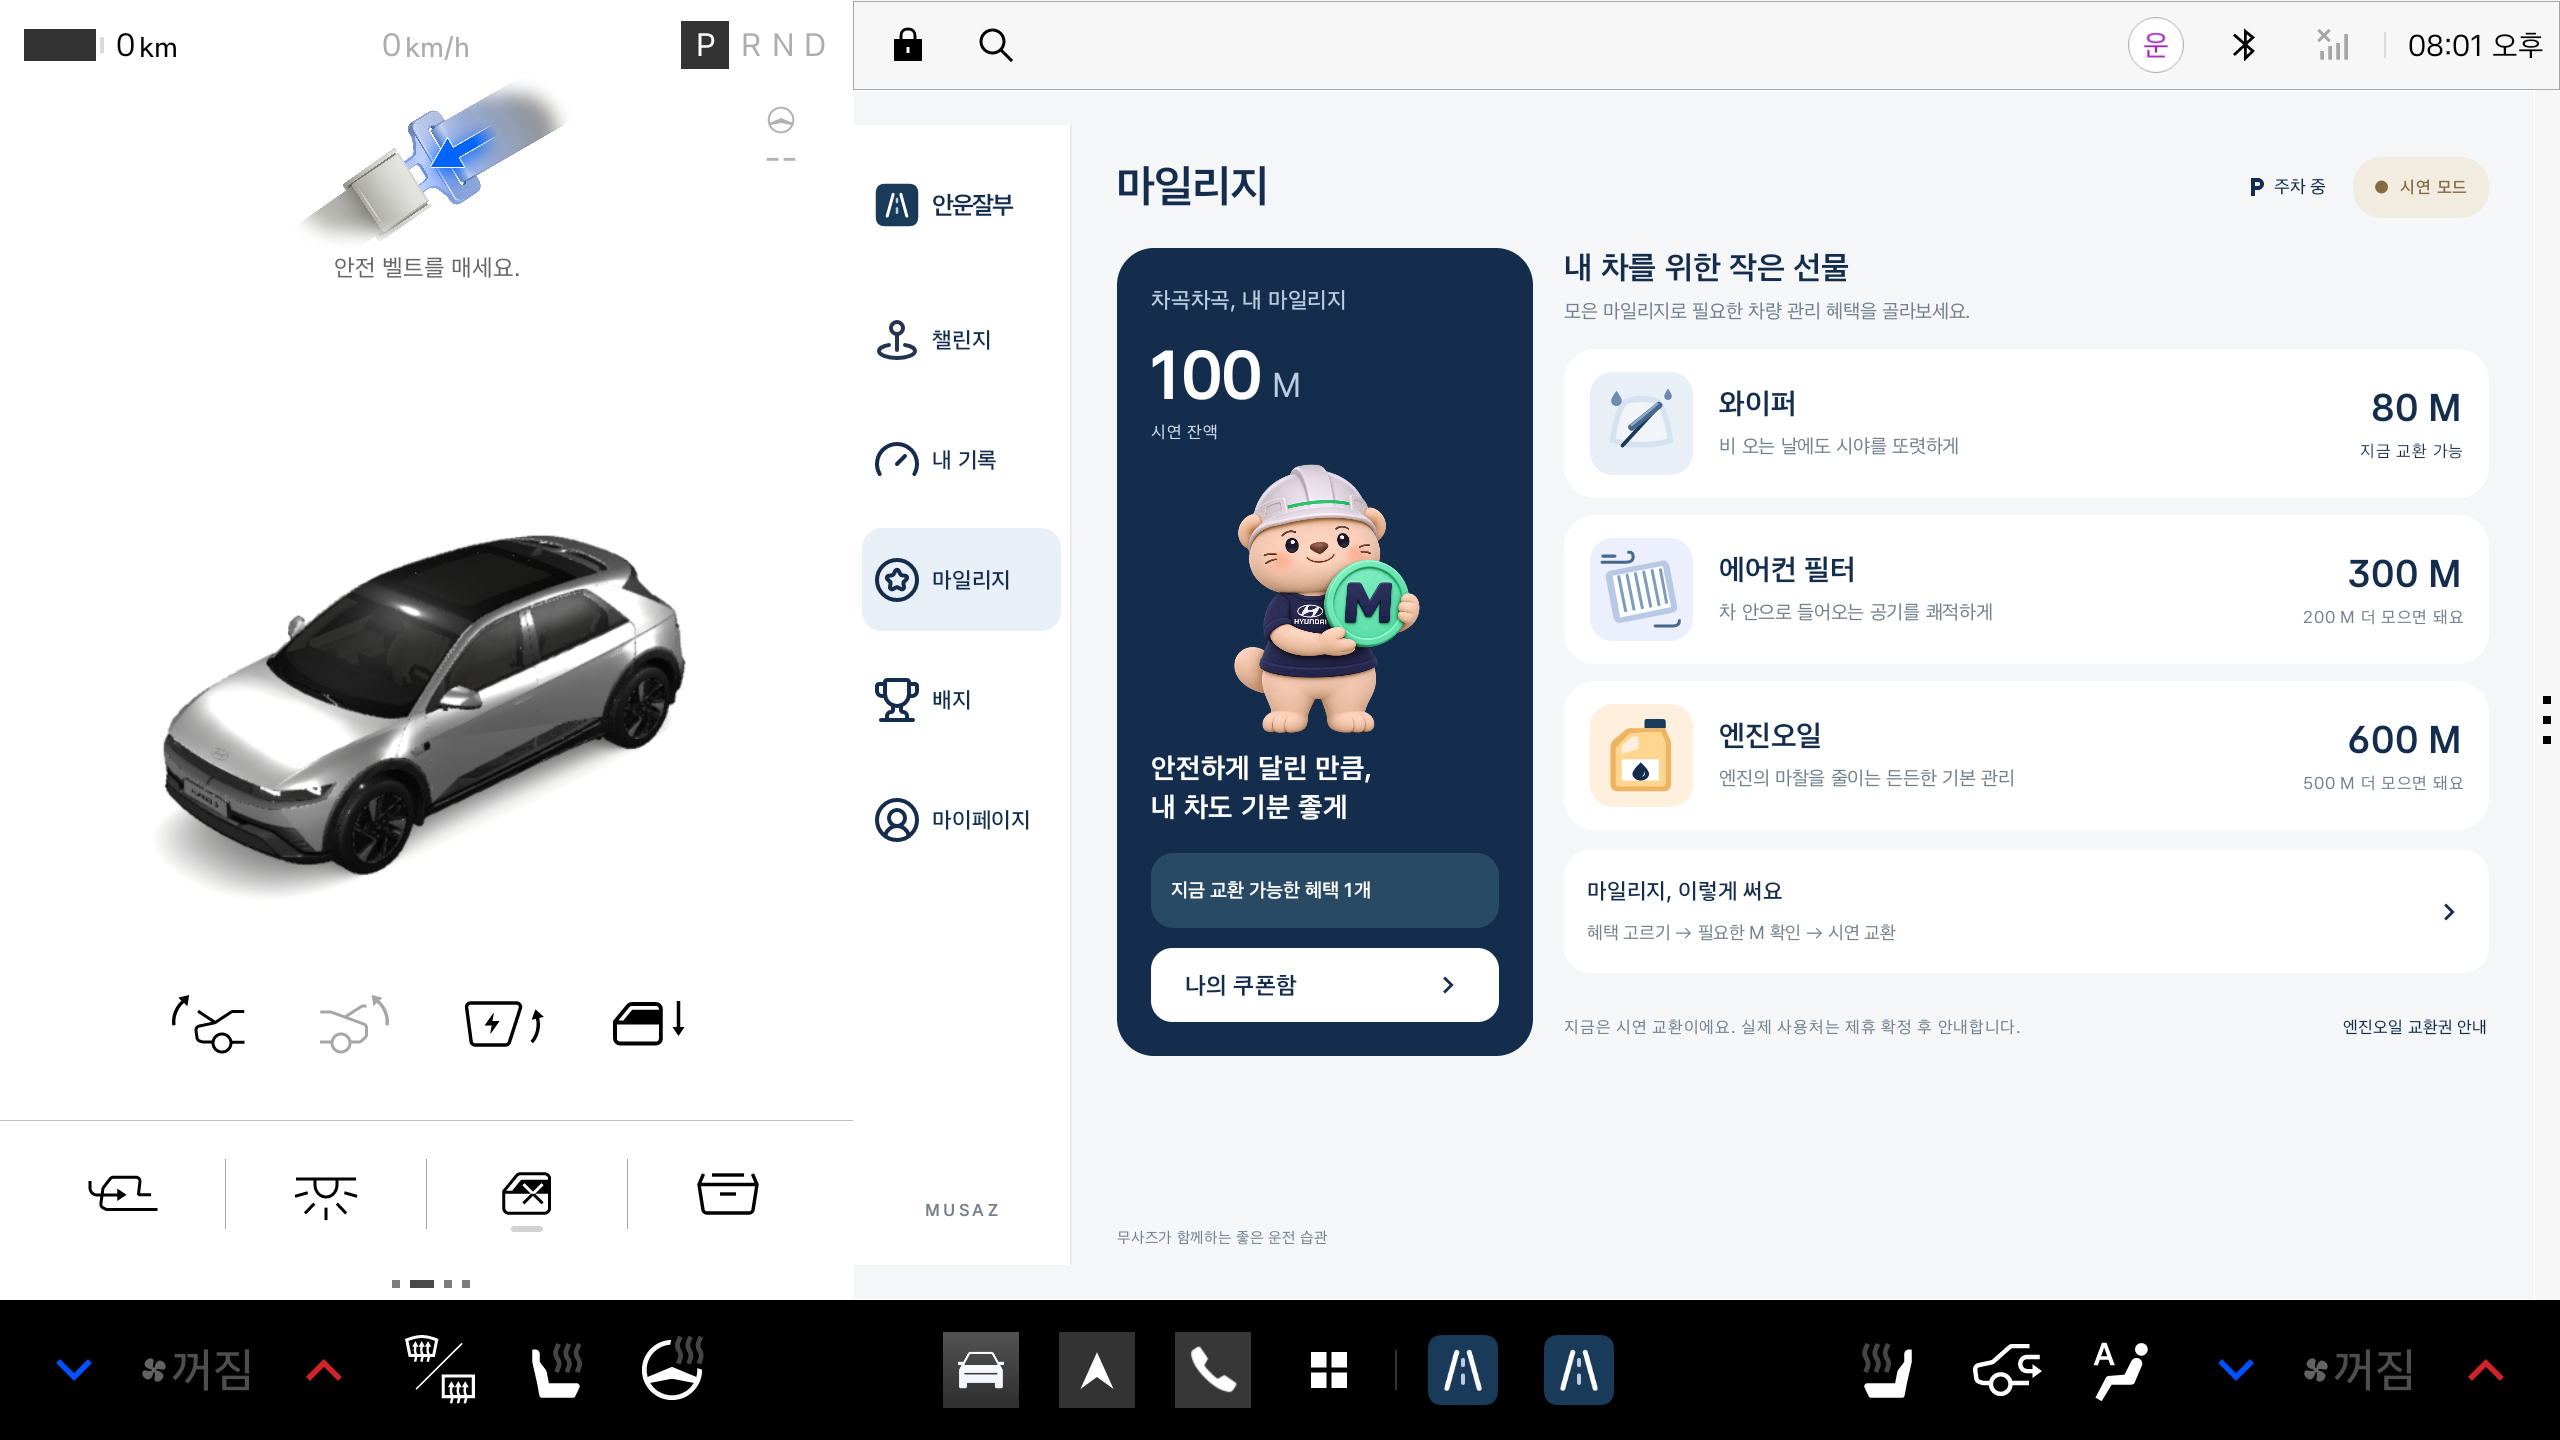 0 km
0 km/h
P R N D
안전 벨트를 매세요.
운
08:01 오후
안운잘부
챌린지
내 기록
마일리지
배지
마이페이지
MUSAZ
마일리지
P 주차 중
시연 모드
차곡차곡, 내 마일리지
100 M
시연 잔액
HYUNDAI
M
안전하게 달린 만큼,
내 차도 기분 좋게
지금 교환 가능한 혜택 1개
나의 쿠폰함
내 차를 위한 작은 선물
모은 마일리지로 필요한 차량 관리 혜택을 골라보세요.
와이퍼
비 오는 날에도 시야를 또렷하게
80 M
지금 교환 가능
에어컨 필터
차 안으로 들어오는 공기를 쾌적하게
300 M
200 M 더 모으면 돼요
엔진오일
엔진의 마찰을 줄이는 든든한 기본 관리
600 M
500 M 더 모으면 돼요
마일리지, 이렇게 써요
혜택 고르기 → 필요한 M 확인 → 시연 교환
지금은 시연 교환이에요. 실제 사용처는 제휴 확정 후 안내합니다.
엔진오일 교환권 안내
무사즈가 함께하는 좋은 운전 습관
꺼짐
A
꺼짐